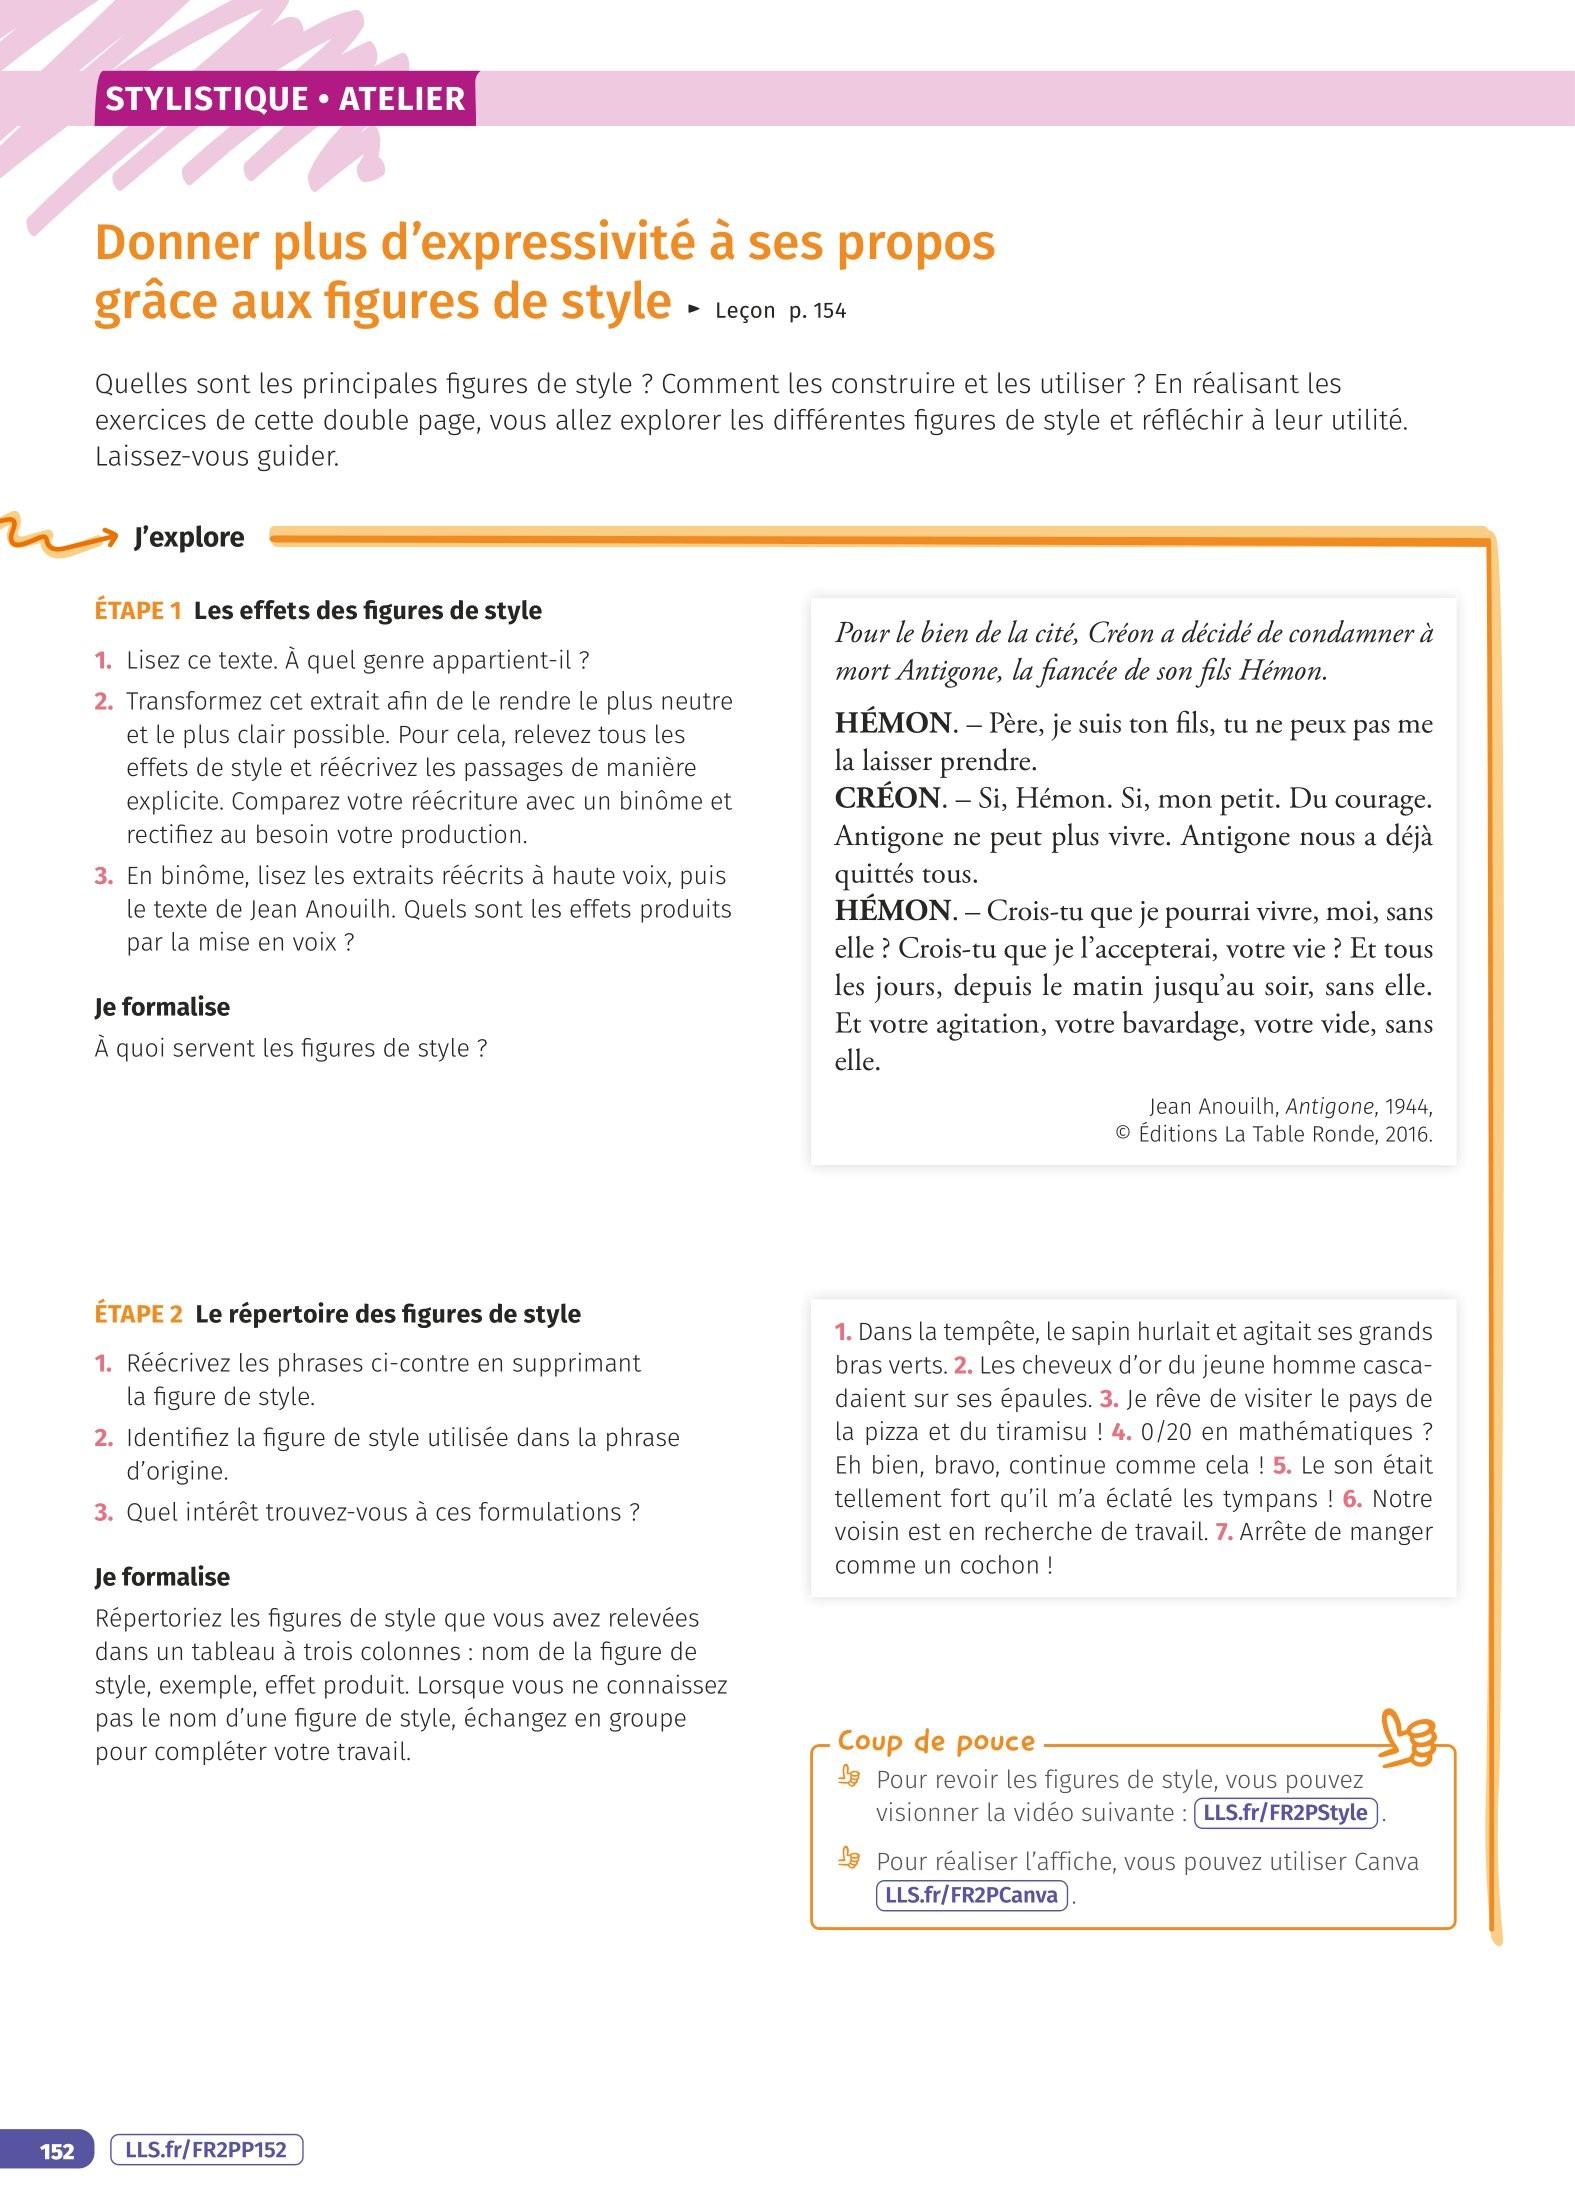 STYLISTIQUE • ATELIER
Donner plus d’expressivité à ses propos
grâce aux figures de style ► Leçon p. 154
Quelles sont les principales figures de style ? Comment les construire et les utiliser ? En réalisant les
exercices de cette double page, vous allez explorer les différentes figures de style et réfléchir à leur utilité.
Laissez-vous guider.
J’explore
ÉTAPE 1 Les effets des figures de style
1. Lisez ce texte. À quel genre appartient-il ?
2. Transformez cet extrait afin de le rendre le plus neutre
et le plus clair possible. Pour cela, relevez tous les
effets de style et réécrivez les passages de manière
explicite. Comparez votre réécriture avec un binôme et
rectifiez au besoin votre production.
3. En binôme, lisez les extraits réécrits à haute voix, puis
le texte de Jean Anouilh. Quels sont les effets produits
par la mise en voix ?
Je formalise
À quoi servent les figures de style ?
Pour le bien de la cité, Créon a décidé de condamner à
mort Antigone, la fiancée de son fils Hémon.
HÉMON. – Père, je suis ton fils, tu ne peux pas me
la laisser prendre.
CRÉON. – Si, Hémon. Si, mon petit. Du courage.
Antigone ne peut plus vivre. Antigone nous a déjà
quittés tous.
HÉMON. – Crois-tu que je pourrai vivre, moi, sans
elle ? Crois-tu que je l’accepterai, votre vie ? Et tous
les jours, depuis le matin jusqu’au soir, sans elle.
Et votre agitation, votre bavardage, votre vide, sans
elle.
Jean Anouilh, Antigone, 1944,
© Éditions La Table Ronde, 2016.
ÉTAPE 2 Le répertoire des figures de style
1. Réécrivez les phrases ci-contre en supprimant
la figure de style.
2. Identifiez la figure de style utilisée dans la phrase
d’origine.
3. Quel intérêt trouvez-vous à ces formulations ?
Je formalise
Répertoriez les figures de style que vous avez relevées
dans un tableau à trois colonnes : nom de la figure de
style, exemple, effet produit. Lorsque vous ne connaissez
pas le nom d’une figure de style, échangez en groupe
pour compléter votre travail.
1. Dans la tempête, le sapin hurlait et agitait ses grands
bras verts. 2. Les cheveux d’or du jeune homme casca-
daient sur ses épaules. 3. Je rêve de visiter le pays de
la pizza et du tiramisu ! 4. 0/20 en mathématiques ?
Eh bien, bravo, continue comme cela ! 5. Le son était
tellement fort qu’il m’a éclaté les tympans ! 6. Notre
voisin est en recherche de travail. 7. Arrête de manger
comme un cochon !
Coup de pouce
Pour revoir les figures de style, vous pouvez
visionner la vidéo suivante : LLS.fr/FR2PStyle .
Pour réaliser l’affiche, vous pouvez utiliser Canva
LLS.fr/FR2PCanva .
152 LLS.fr/FR2PP152